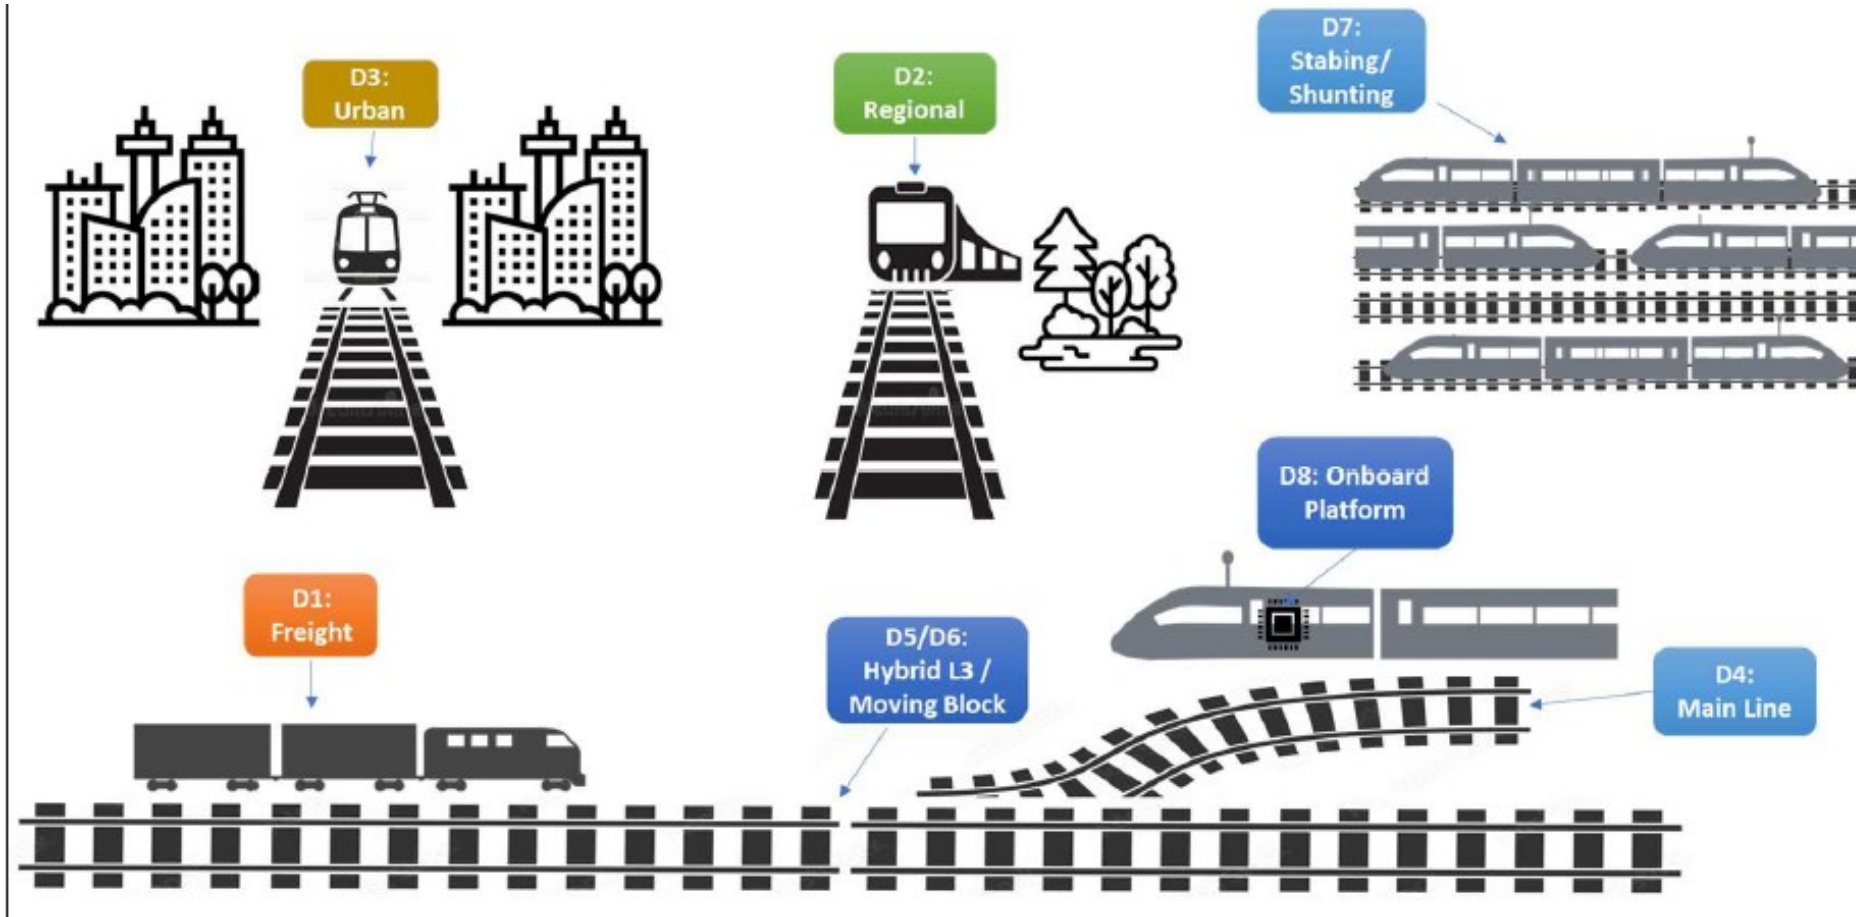 D3:
Urban
D2:
Regional
D7:
Stabing/
Shunting
D8: Onboard
Platform
D1:
Freight
D5/D6:
Hybrid L3 /
Moving Block
D4:
Main Line